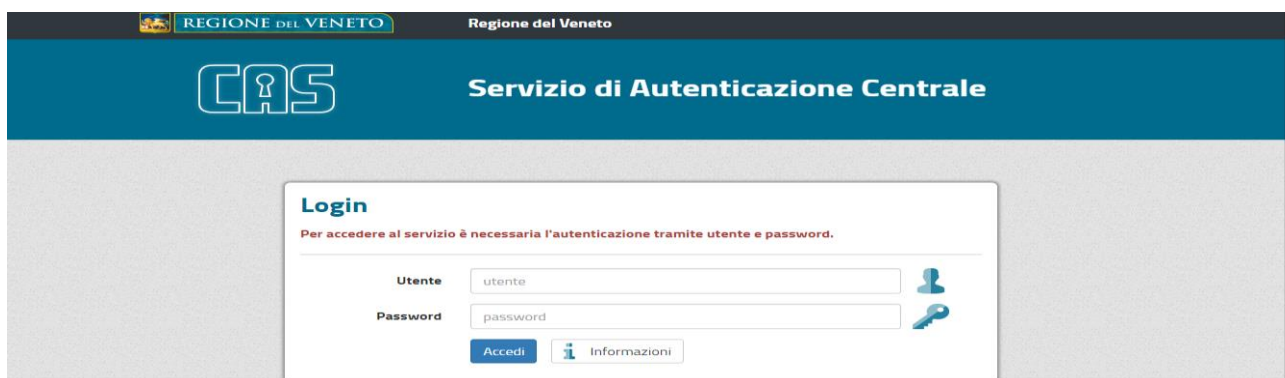 REGIONE DEL VENETO Regione del Veneto
CAS Servizio di Autenticazione Centrale
Login
Per accedere al servizio è necessaria l'autenticazione tramite utente e password.
Utente utente
Password password
Accedi i Informazioni